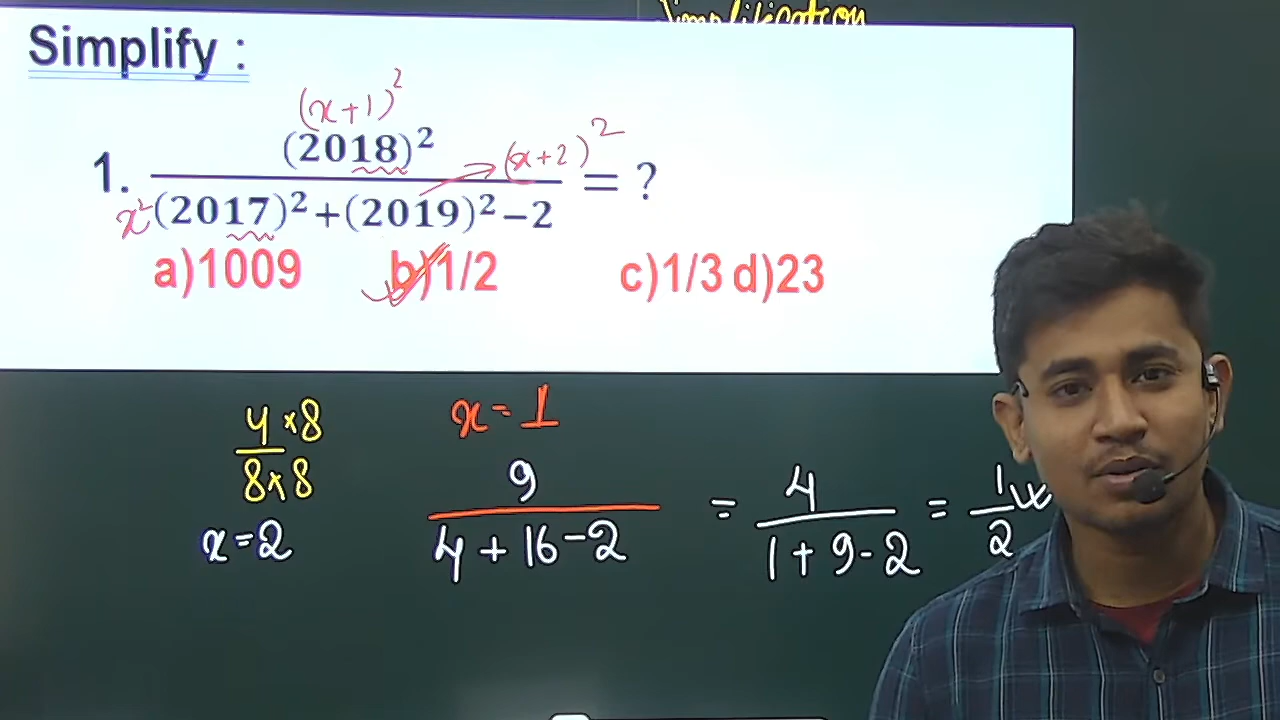 Simplification
Simplify :
(x+1)²
1. (2018)² / (2017)²+(2019)²−2 = ?
x²
(x+2)²
a)1009 b)1/2 c)1/3 d)23
4×8 / 8×8
x=1
9 / 4+16−2 = 4 / 1+9−2 = 1/2
x=2